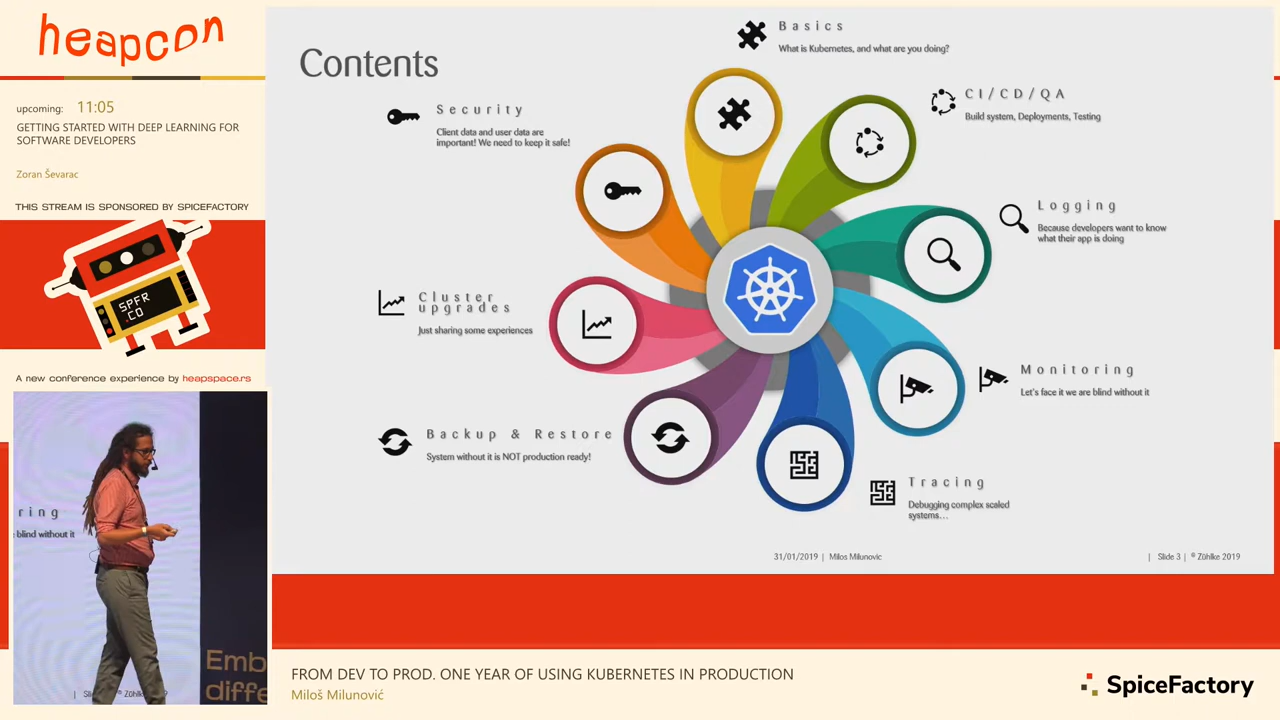 heapcon
upcoming: 11:05
GETTING STARTED WITH DEEP LEARNING FOR
SOFTWARE DEVELOPERS
Zoran Ševarac
THIS STREAM IS SPONSORED BY SPICEFACTORY
SPFR
.CO
A new conference experience by heapspace.rs
ring
blind without it
Emb
diffe
Contents
Basics
What is Kubernetes, and what are you doing?
CI/CD/QA
Build system, Deployments, Testing
Logging
Because developers want to know
what their app is doing
Monitoring
Let's face it we are blind without it
Tracing
Debugging complex scaled
systems...
Backup & Restore
System without it is NOT production ready!
Cluster
upgrades
Just sharing some experiences
Security
Client data and user data are
important! We need to keep it safe!
31/01/2019 | Milos Milunovic
| Slide 3 | © Zühlke 2019
FROM DEV TO PROD. ONE YEAR OF USING KUBERNETES IN PRODUCTION
Miloš Milunović
SpiceFactory